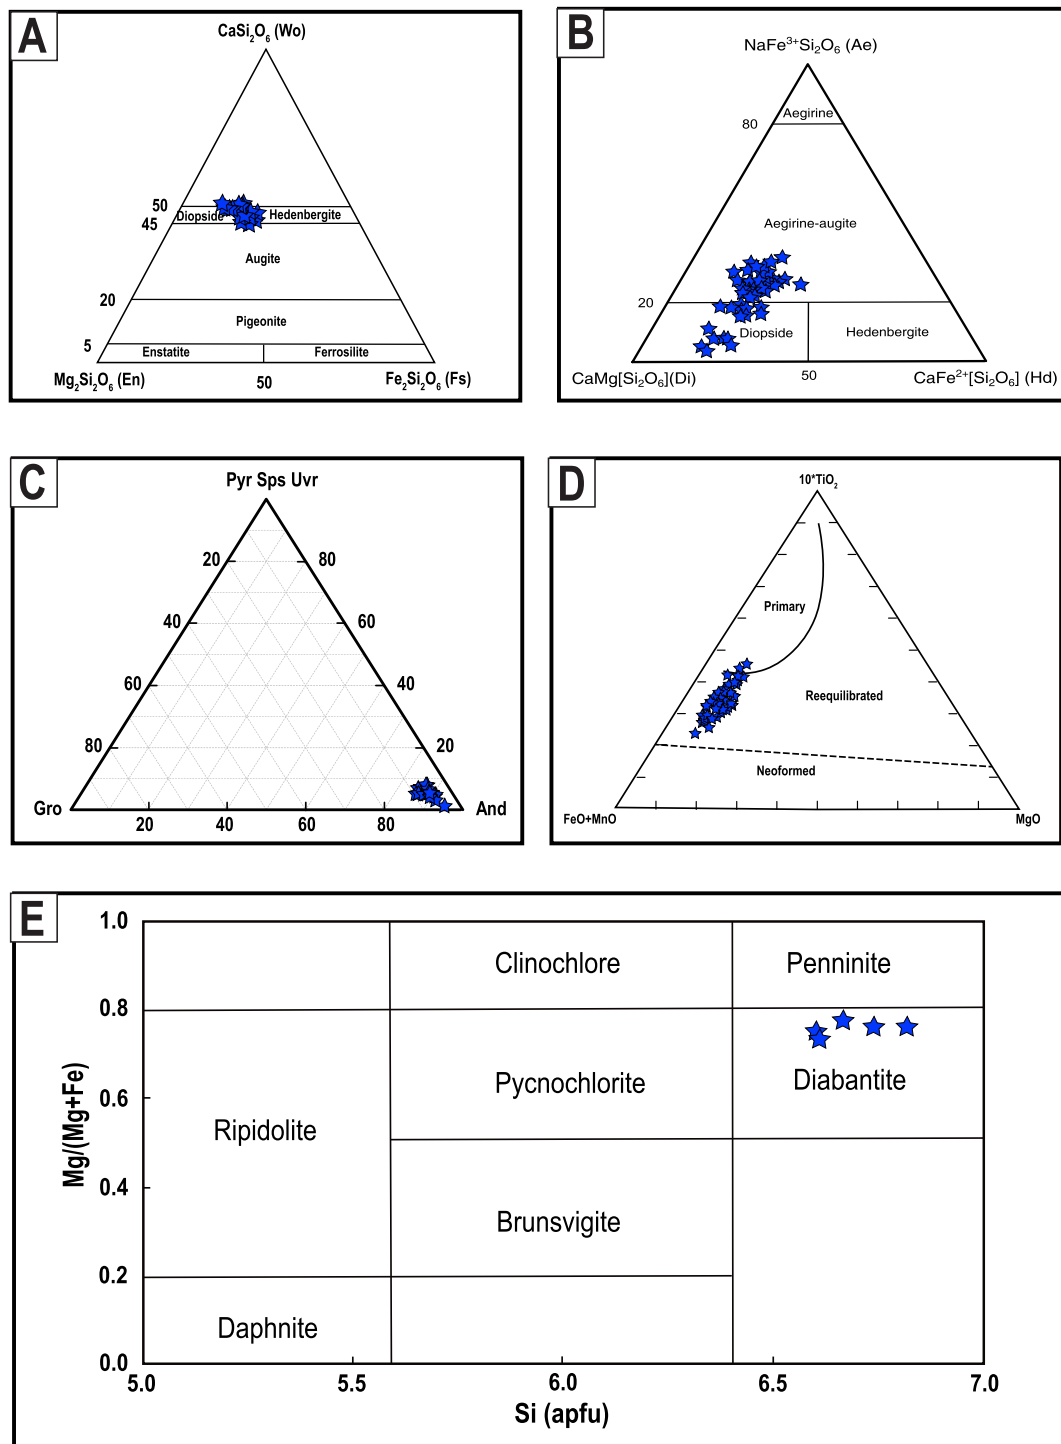 A
CaSi₂O₆ (Wo)
50
Diopside
Hedenbergite
45
Augite
20
Pigeonite
5
Enstatite
Ferrosilite
Mg₂Si₂O₆ (En)
50
Fe₂Si₂O₆ (Fs)
B
NaFe³⁺Si₂O₆ (Ae)
Aegirine
80
Aegirine-augite
20
Diopside
Hedenbergite
CaMg[Si₂O₆](Di)
50
CaFe²⁺[Si₂O₆] (Hd)
C
Pyr Sps Uvr
20
80
40
60
60
40
80
20
Gro
And
20
40
60
80
D
10*TiO₂
Primary
Reequilibrated
Neoformed
FeO+MnO
MgO
E
1.0
Clinochlore
Penninite
0.8
Pycnochlorite
Diabantite
0.6
Ripidolite
Mg/(Mg+Fe)
0.4
Brunsvigite
0.2
Daphnite
0.0
5.0
5.5
6.0
6.5
7.0
Si (apfu)